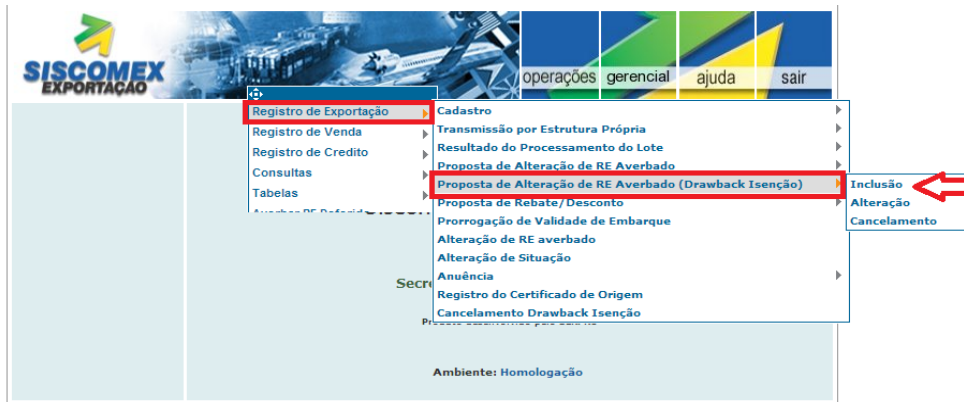 SISCOMEX
EXPORTAÇÃO
operações gerencial ajuda sair
Registro de Exportação
Registro de Venda
Registro de Credito
Consultas
Tabelas
Cadastro
Transmissão por Estrutura Própria
Resultado do Processamento do Lote
Proposta de Alteração de RE Averbado
Proposta de Alteração de RE Averbado (Drawback Isenção)
Proposta de Rebate/Desconto
Prorrogação de Validade de Embarque
Alteração de RE averbado
Alteração de Situação
Anuência
Registro do Certificado de Origem
Cancelamento Drawback Isenção
Inclusão
Alteração
Cancelamento
Secre
Ambiente: Homologação